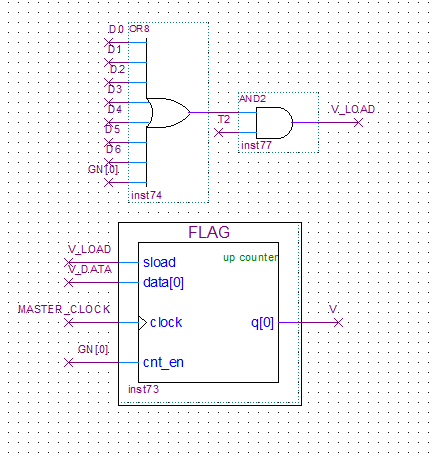 D0
OR8
D1
D2
D3
D4
D5
D6
GN[0]
inst74
AND2
T2
V_LOAD
inst77
FLAG
V_LOAD
sload
up counter
V_DATA
data[0]
MASTER_CLOCK
clock
q[0]
V
GN[0]
cnt_en
inst73